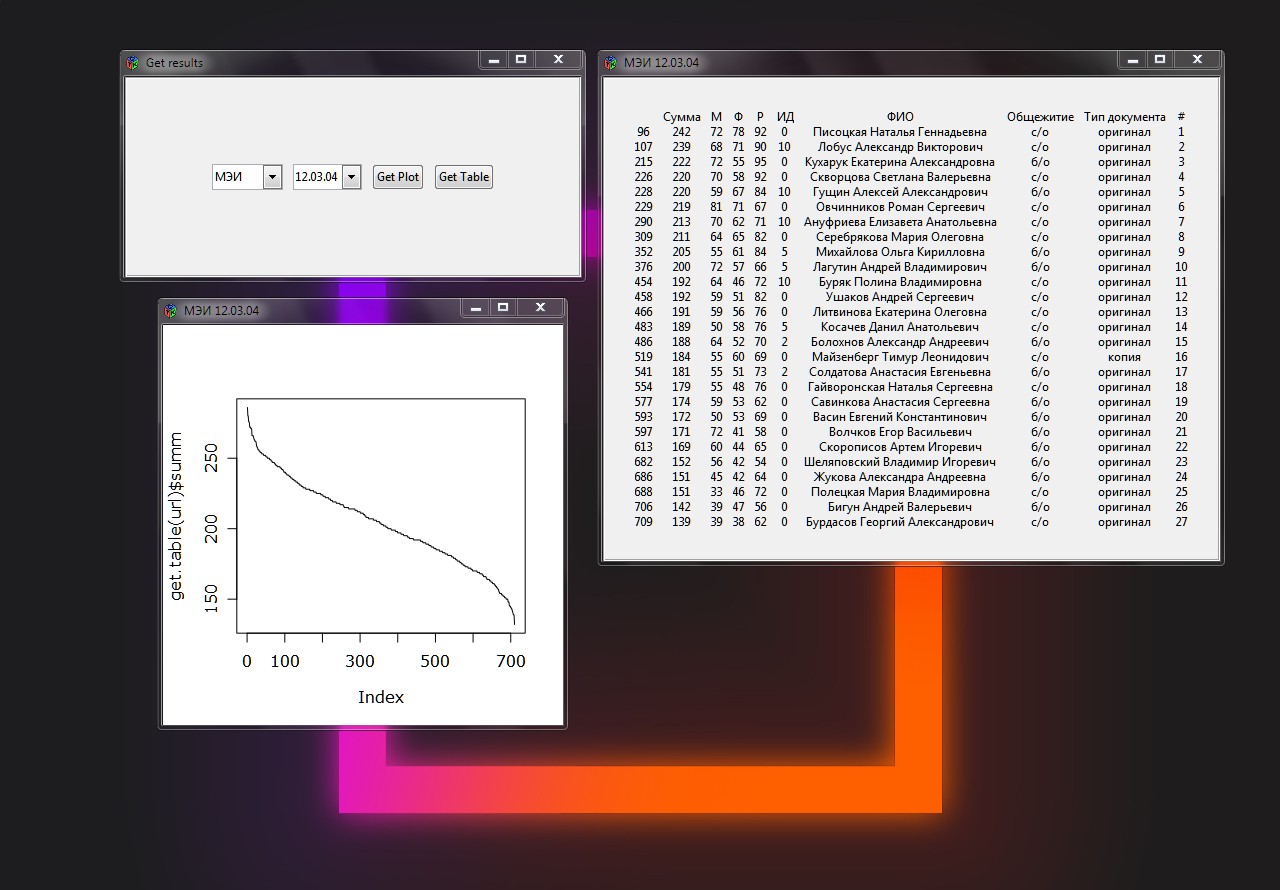 Get results
МЭИ 12.03.04 Get Plot Get Table
МЭИ 12.03.04
get.table(url)$summ
250
200
150
0 100 300 500 700
Index
МЭИ 12.03.04
Сумма М Ф Р ИД ФИО Общежитие Тип документа #
96 242 72 78 92 0 Писоцкая Наталья Геннадьевна с/о оригинал 1
107 239 68 71 90 10 Лобус Александр Викторович с/о оригинал 2
215 222 72 55 95 0 Кухарук Екатерина Александровна б/о оригинал 3
226 220 70 58 92 0 Скворцова Светлана Валерьевна с/о оригинал 4
228 220 59 67 84 10 Гущин Алексей Александрович б/о оригинал 5
229 219 81 71 67 0 Овчинников Роман Сергеевич с/о оригинал 6
290 213 70 62 71 10 Ануфриева Елизавета Анатольевна с/о оригинал 7
309 211 64 65 82 0 Серебрякова Мария Олеговна с/о оригинал 8
352 205 55 61 84 5 Михайлова Ольга Кирилловна б/о оригинал 9
376 200 72 57 66 5 Лагутин Андрей Владимирович б/о оригинал 10
454 192 64 46 72 10 Буряк Полина Владимировна с/о оригинал 11
458 192 59 51 82 0 Ушаков Андрей Сергеевич с/о оригинал 12
466 191 59 56 76 0 Литвинова Екатерина Олеговна с/о оригинал 13
483 189 50 58 76 5 Косачев Данил Анатольевич с/о оригинал 14
486 188 64 52 70 2 Болохнов Александр Андреевич б/о оригинал 15
519 184 55 60 69 0 Майзенберг Тимур Леонидович с/о копия 16
541 181 55 51 73 2 Солдатова Анастасия Евгеньевна б/о оригинал 17
554 179 55 48 76 0 Гайворонская Наталья Сергеевна с/о оригинал 18
577 174 59 53 62 0 Савинкова Анастасия Сергеевна б/о оригинал 19
593 172 50 53 69 0 Васин Евгений Константинович б/о оригинал 20
597 171 72 41 58 0 Волчков Егор Васильевич б/о оригинал 21
613 169 60 44 65 0 Скорописов Артем Игоревич б/о оригинал 22
682 152 56 42 54 0 Шеляповский Владимир Игоревич б/о оригинал 23
686 151 45 42 64 0 Жукова Александра Андреевна б/о оригинал 24
688 151 33 46 72 0 Полецкая Мария Владимировна с/о оригинал 25
706 142 39 47 56 0 Бигун Андрей Валерьевич б/о оригинал 26
709 139 39 38 62 0 Бурдасов Георгий Александрович с/о оригинал 27